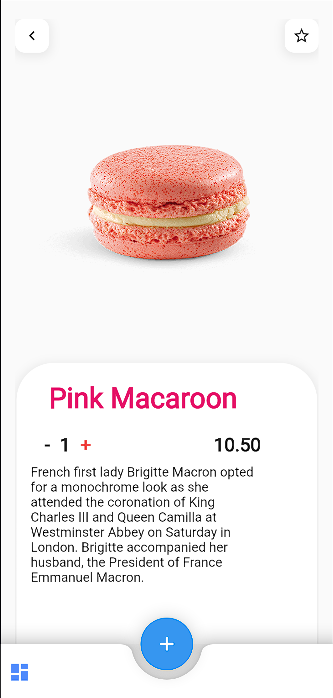 Pink Macaroon
- 1 + 10.50
French first lady Brigitte Macron opted
for a monochrome look as she
attended the coronation of King
Charles III and Queen Camilla at
Westminster Abbey on Saturday in
London. Brigitte accompanied her
husband, the President of France
Emmanuel Macron.
+